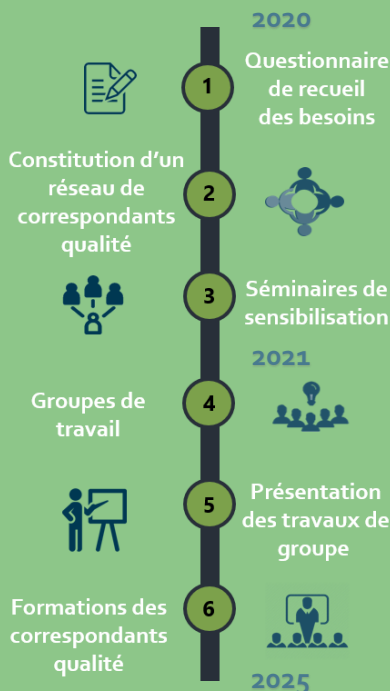 2020
1
Questionnaire
de recueil
des besoins
Constitution d'un
réseau de
correspondants
qualité
2
3
Séminaires de
sensibilisation
2021
Groupes de
travail
4
5
Présentation
des travaux de
groupe
Formations des
correspondants
qualité
6
2025